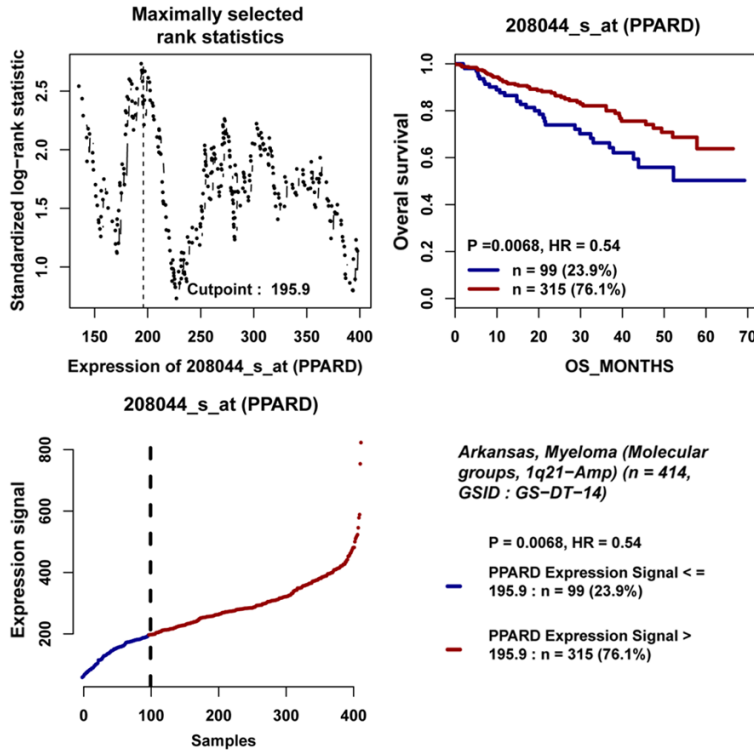 Maximally selected
rank statistics
Standardized log-rank statistic
2.5
2.0
1.5
1.0
Cutpoint : 195.9
150 200 250 300 350 400
Expression of 208044_s_at (PPARD)
208044_s_at (PPARD)
Overal survival
1.0
0.8
0.6
0.4
0.2
0.0
P =0.0068, HR = 0.54
n = 99 (23.9%)
n = 315 (76.1%)
0 10 20 30 40 50 60 70
OS_MONTHS
208044_s_at (PPARD)
Expression signal
800
600
400
200
0 100 200 300 400
Samples
Arkansas, Myeloma (Molecular
groups, 1q21-Amp) (n = 414,
GSID : GS-DT-14)
P = 0.0068, HR = 0.54
PPARD Expression Signal < =
195.9 : n = 99 (23.9%)
PPARD Expression Signal >
195.9 : n = 315 (76.1%)